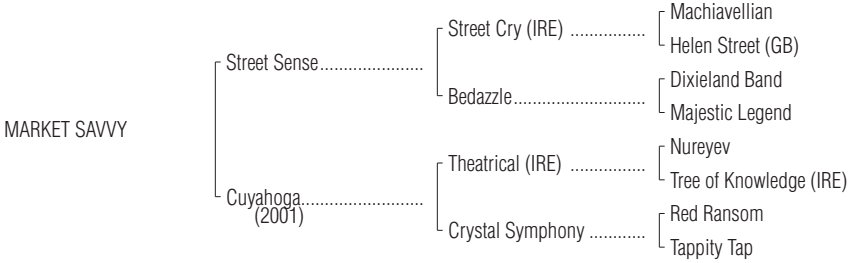 Machiavellian
Street Cry (IRE) ................
Helen Street (GB)
Street Sense......................
Dixieland Band
Bedazzle............................
Majestic Legend
MARKET SAVVY
Nureyev
Theatrical (IRE) ................
Tree of Knowledge (IRE)
Cuyahoga..........................
(2001)
Red Ransom
Crystal Symphony ............
Tappity Tap